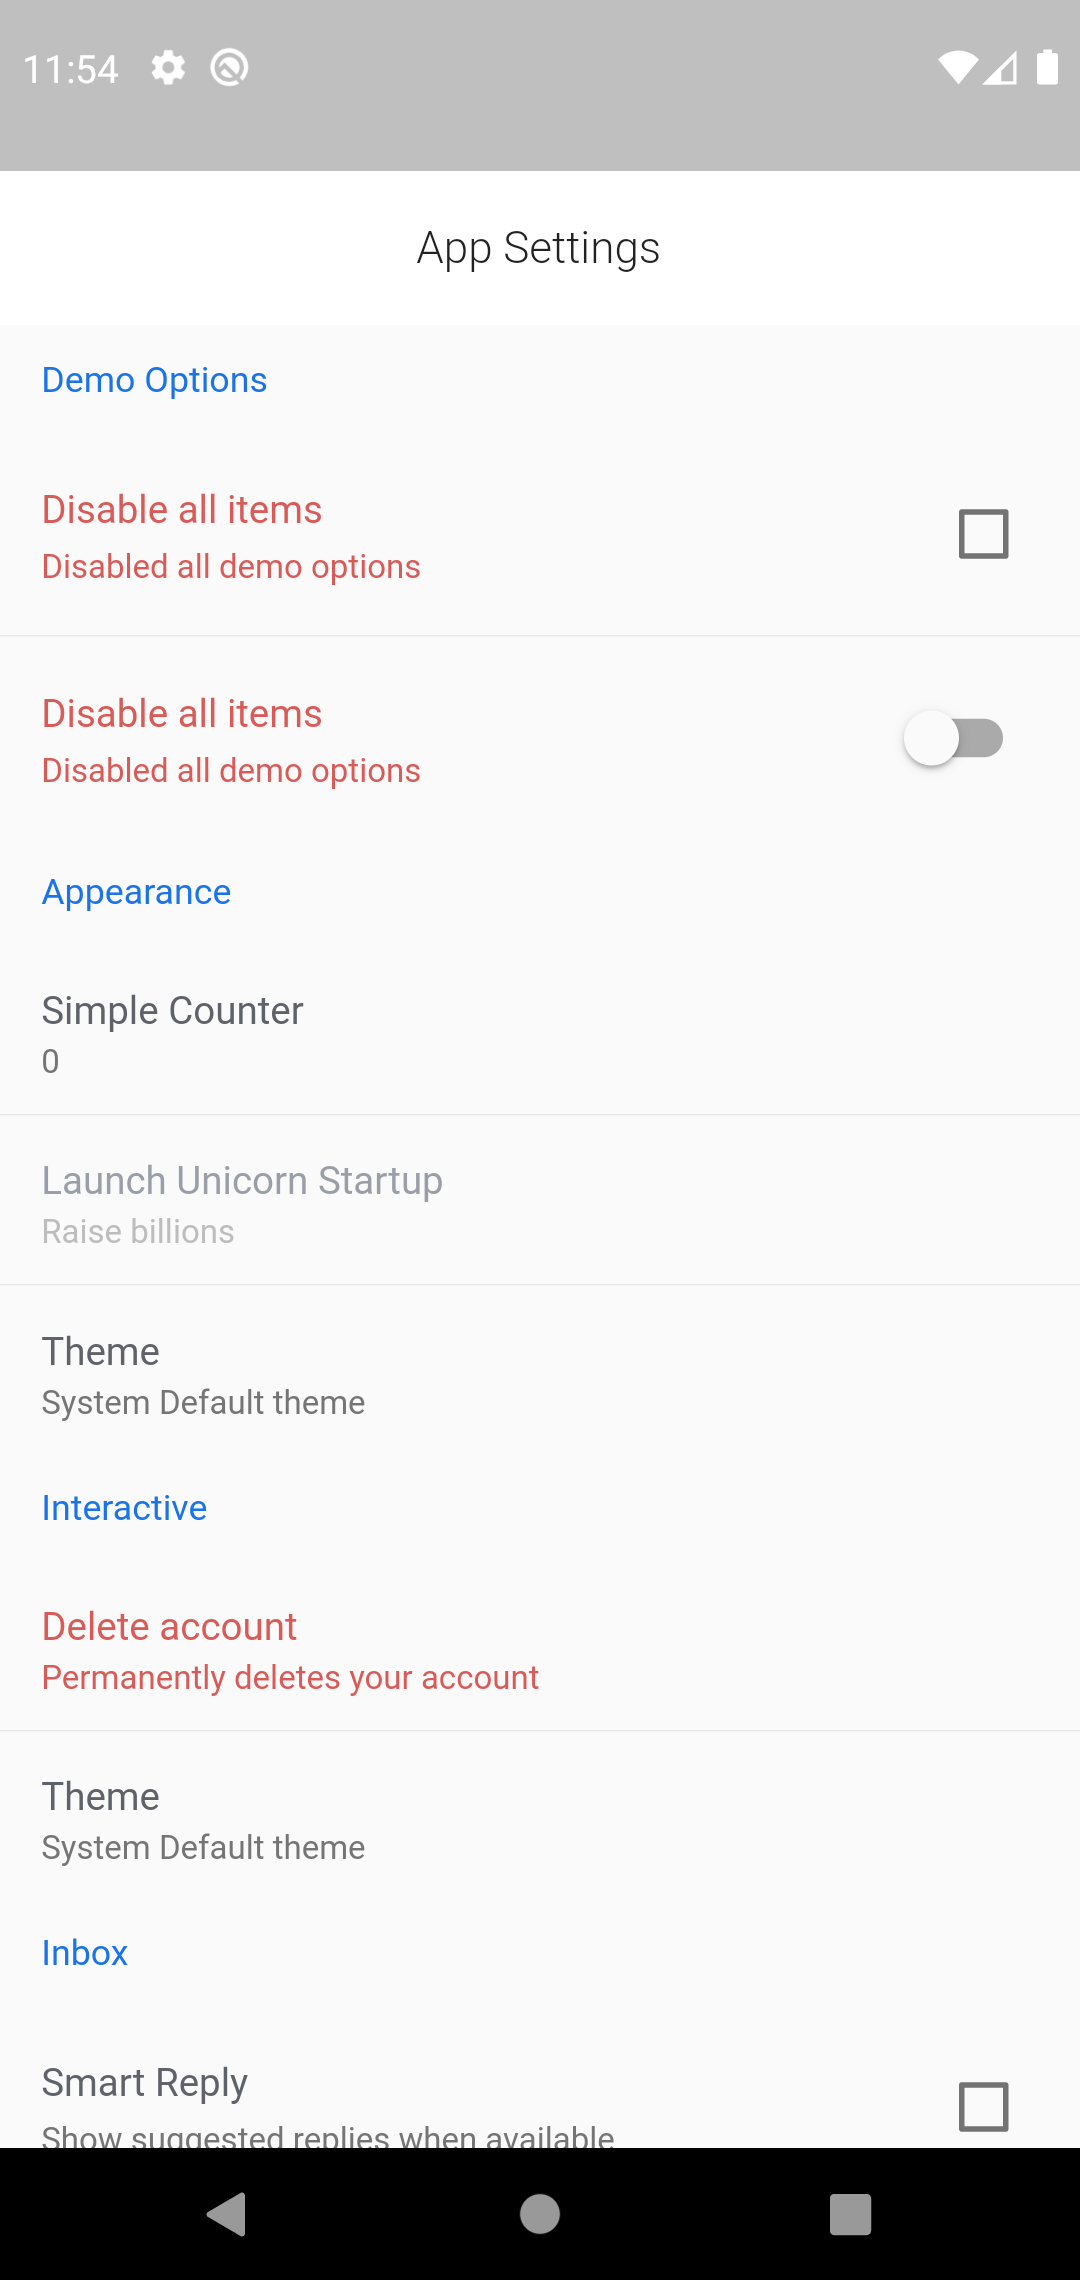 11:54
App Settings
Demo Options
Disable all items
Disabled all demo options
Disable all items
Disabled all demo options
Appearance
Simple Counter
0
Launch Unicorn Startup
Raise billions
Theme
System Default theme
Interactive
Delete account
Permanently deletes your account
Theme
System Default theme
Inbox
Smart Reply
Show suggested replies when available